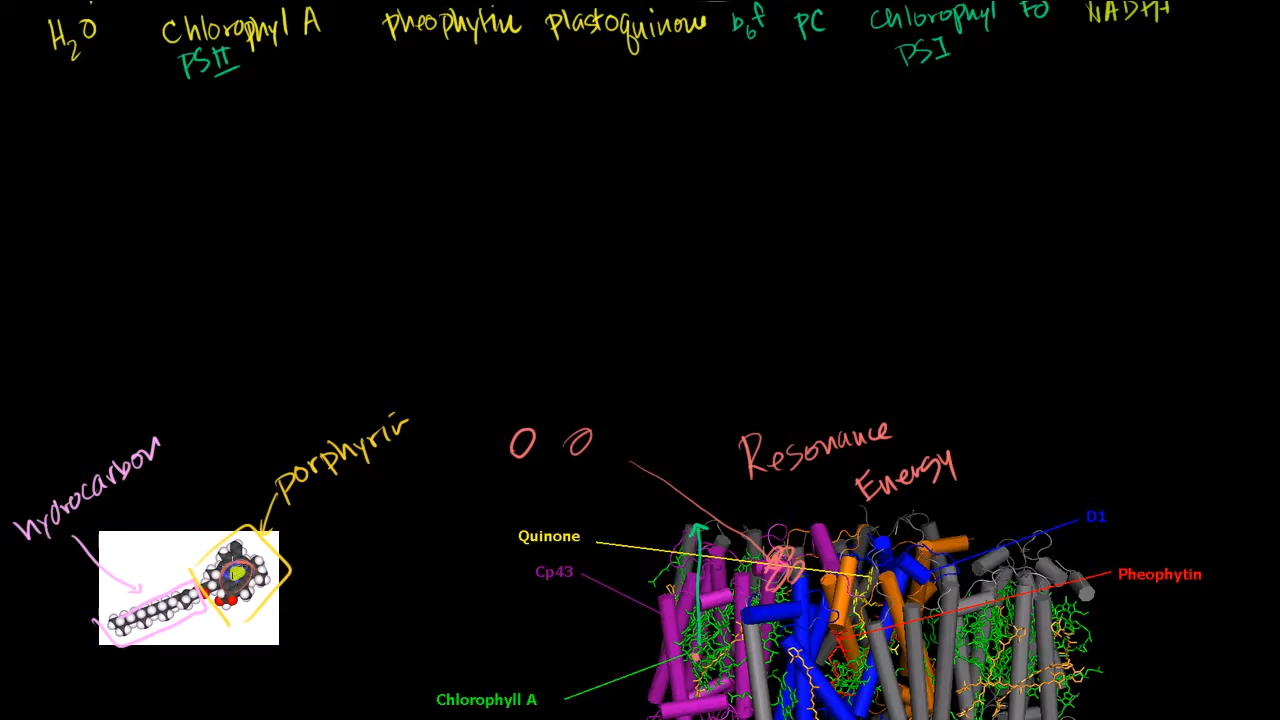 H2O Chlorophyl A pheophytin plastoquinone b6f PC Chlorophyl Fd NADPH
PSII PSI
hydrocarbon
porphyrin
O O
Resonance
Energy
Quinone
Cp43
Chlorophyll A
D1
Pheophytin